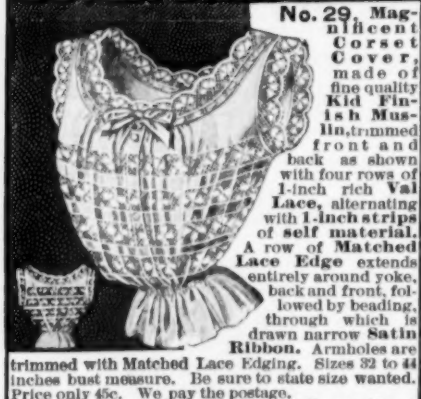 No. 29, Mag-
nificent
Corset
Cover,
made of
fine quality
Kid Fin-
ish Mus-
lin, trimmed
front and
back as shown
with four rows of
1-inch rich Val
Lace, alternating
with 1-inch strips
of self material.
A row of Matched
Lace Edge extends
entirely around yoke,
back and front, fol-
lowed by beading,
through which is
drawn narrow Satin
Ribbon. Armholes are
trimmed with Matched Lace Edging. Sizes 32 to 44
inches bust measure. Be sure to state size wanted.
Price only 45c. We pay the postage.